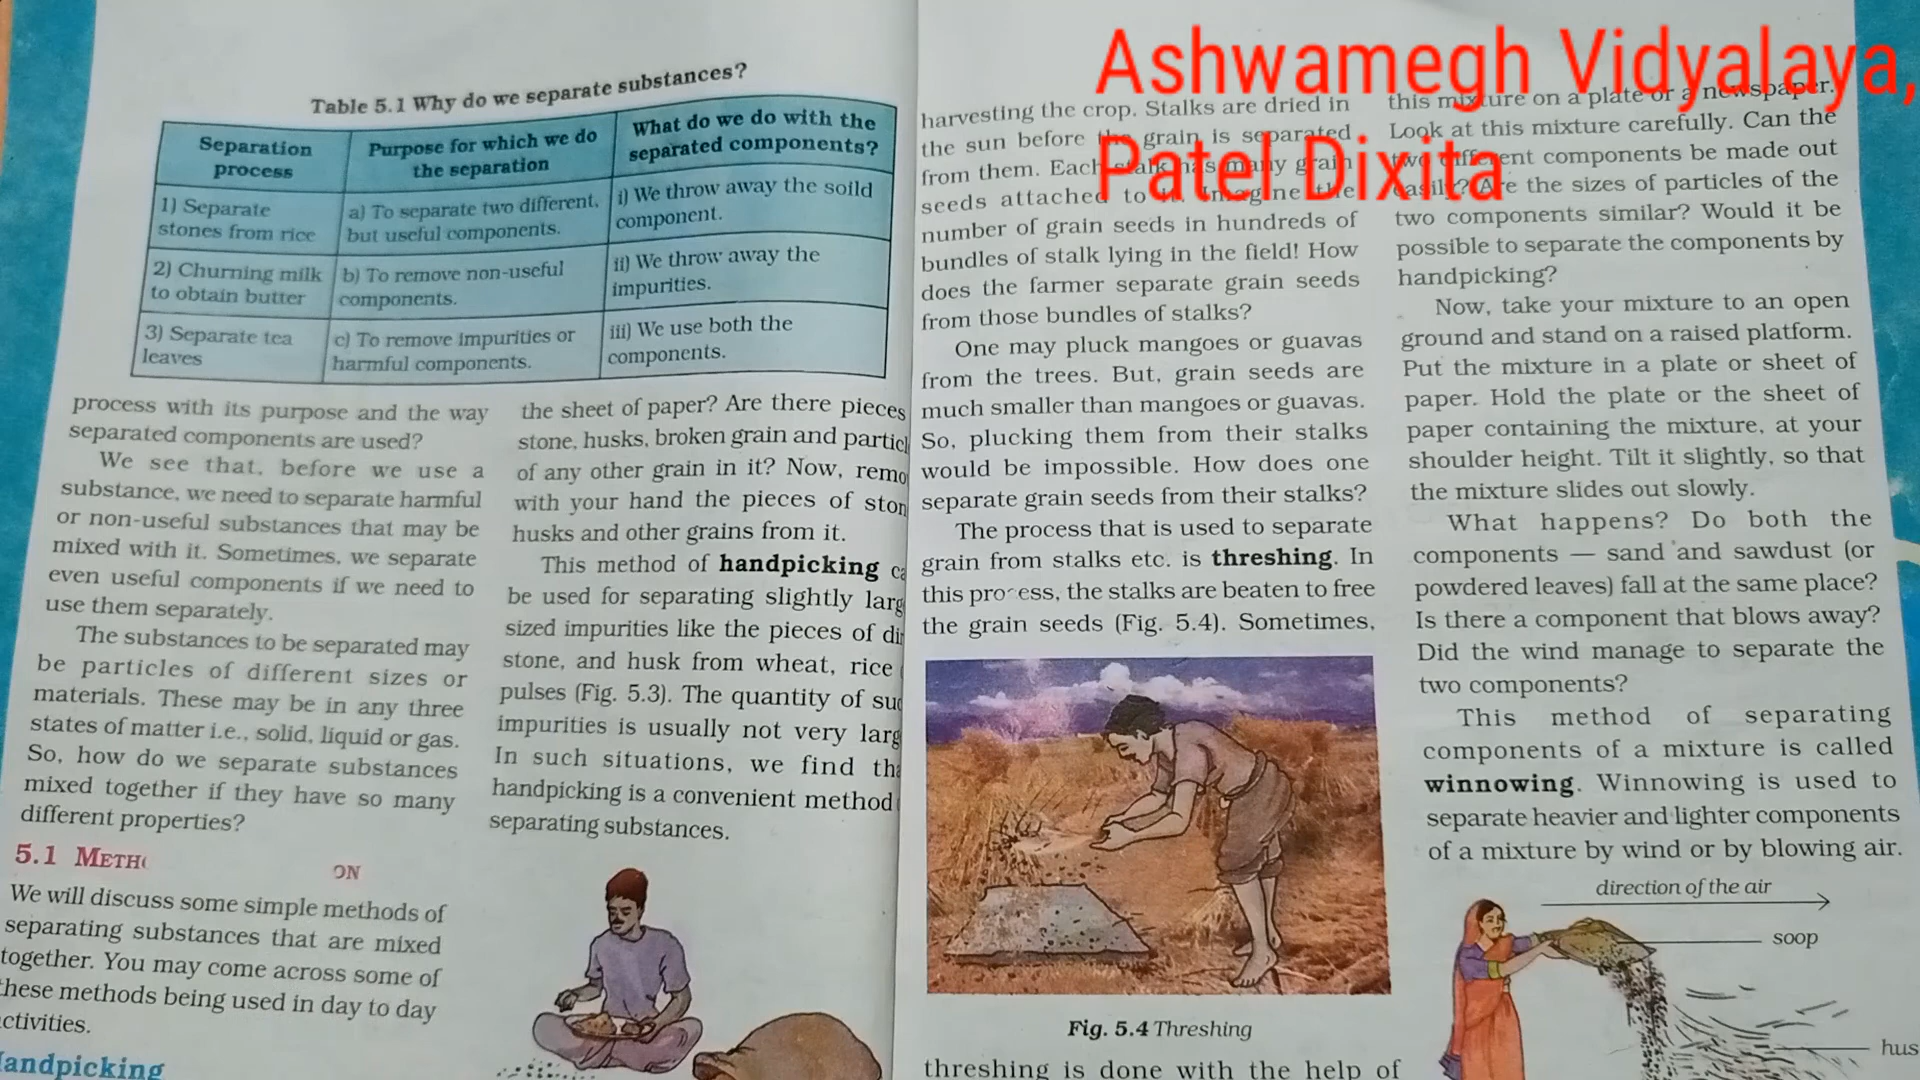 Ashwamegh Vidyalaya,
Patel Dixita
Table 5.1 Why do we separate substances?
Separation process
Purpose for which we do the separation
What do we do with the separated components?
1) Separate stones from rice
a) To separate two different, but useful components.
i) We throw away the soild component.
2) Churning milk to obtain butter
b) To remove non-useful components.
ii) We throw away the impurities.
3) Separate tea leaves
c) To remove impurities or harmful components.
iii) We use both the components.
process with its purpose and the way
separated components are used?
We see that, before we use a
substance, we need to separate harmful
or non-useful substances that may be
mixed with it. Sometimes, we separate
even useful components if we need to
use them separately.
The substances to be separated may
be particles of different sizes or
materials. These may be in any three
states of matter i.e., solid, liquid or gas.
So, how do we separate substances
mixed together if they have so many
different properties?
5.1
We will discuss some simple methods of
separating substances that are mixed
together. You may come across some of
these methods being used in day to day
the sheet of paper? Are there pieces
stone, husks, broken grain and
of any other grain in it? Now,
with your hand the pieces of
husks and other grains from it.
This method of handpicking
be used for separating slightly
sized impurities like the pieces of
stone, and husk from wheat, rice
pulses (Fig. 5.3). The quantity of
impurities is usually not very
In such situations, we find
handpicking is a convenient method
separating substances.
harvesting the crop. Stalks are dried in
the sun before the grain is separated
from them. Each stalk has many grain
seeds attached to it. Imagine the
number of grain seeds in hundreds of
bundles of stalk lying in the field! How
does the farmer separate grain seeds
from those bundles of stalks?
One may pluck mangoes or guavas
from the trees. But, grain seeds are
much smaller than mangoes or guavas.
So, plucking them from their stalks
would be impossible. How does one
separate grain seeds from their stalks?
The process that is used to separate
grain from stalks etc. is threshing. In
this process, the stalks are beaten to free
the grain seeds (Fig. 5.4). Sometimes,
Fig. 5.4 Threshing
threshing is done with the help of
this mixture on a plate or a newspaper.
Look at this mixture carefully. Can the
two different components be made out
easily? Are the sizes of particles of the
two components similar? Would it be
possible to separate the components by
handpicking?
Now, take your mixture to an open
ground and stand on a raised platform.
Put the mixture in a plate or sheet of
paper. Hold the plate or the sheet of
paper containing the mixture, at your
shoulder height. Tilt it slightly, so that
the mixture slides out slowly.
What happens? Do both the
components — sand and sawdust (or
powdered leaves) fall at the same place?
Is there a component that blows away?
Did the wind manage to separate the
two components?
This method of separating
components of a mixture is called
winnowing. Winnowing is used to
separate heavier and lighter components
of a mixture by wind or by blowing air.
direction of the air
soop